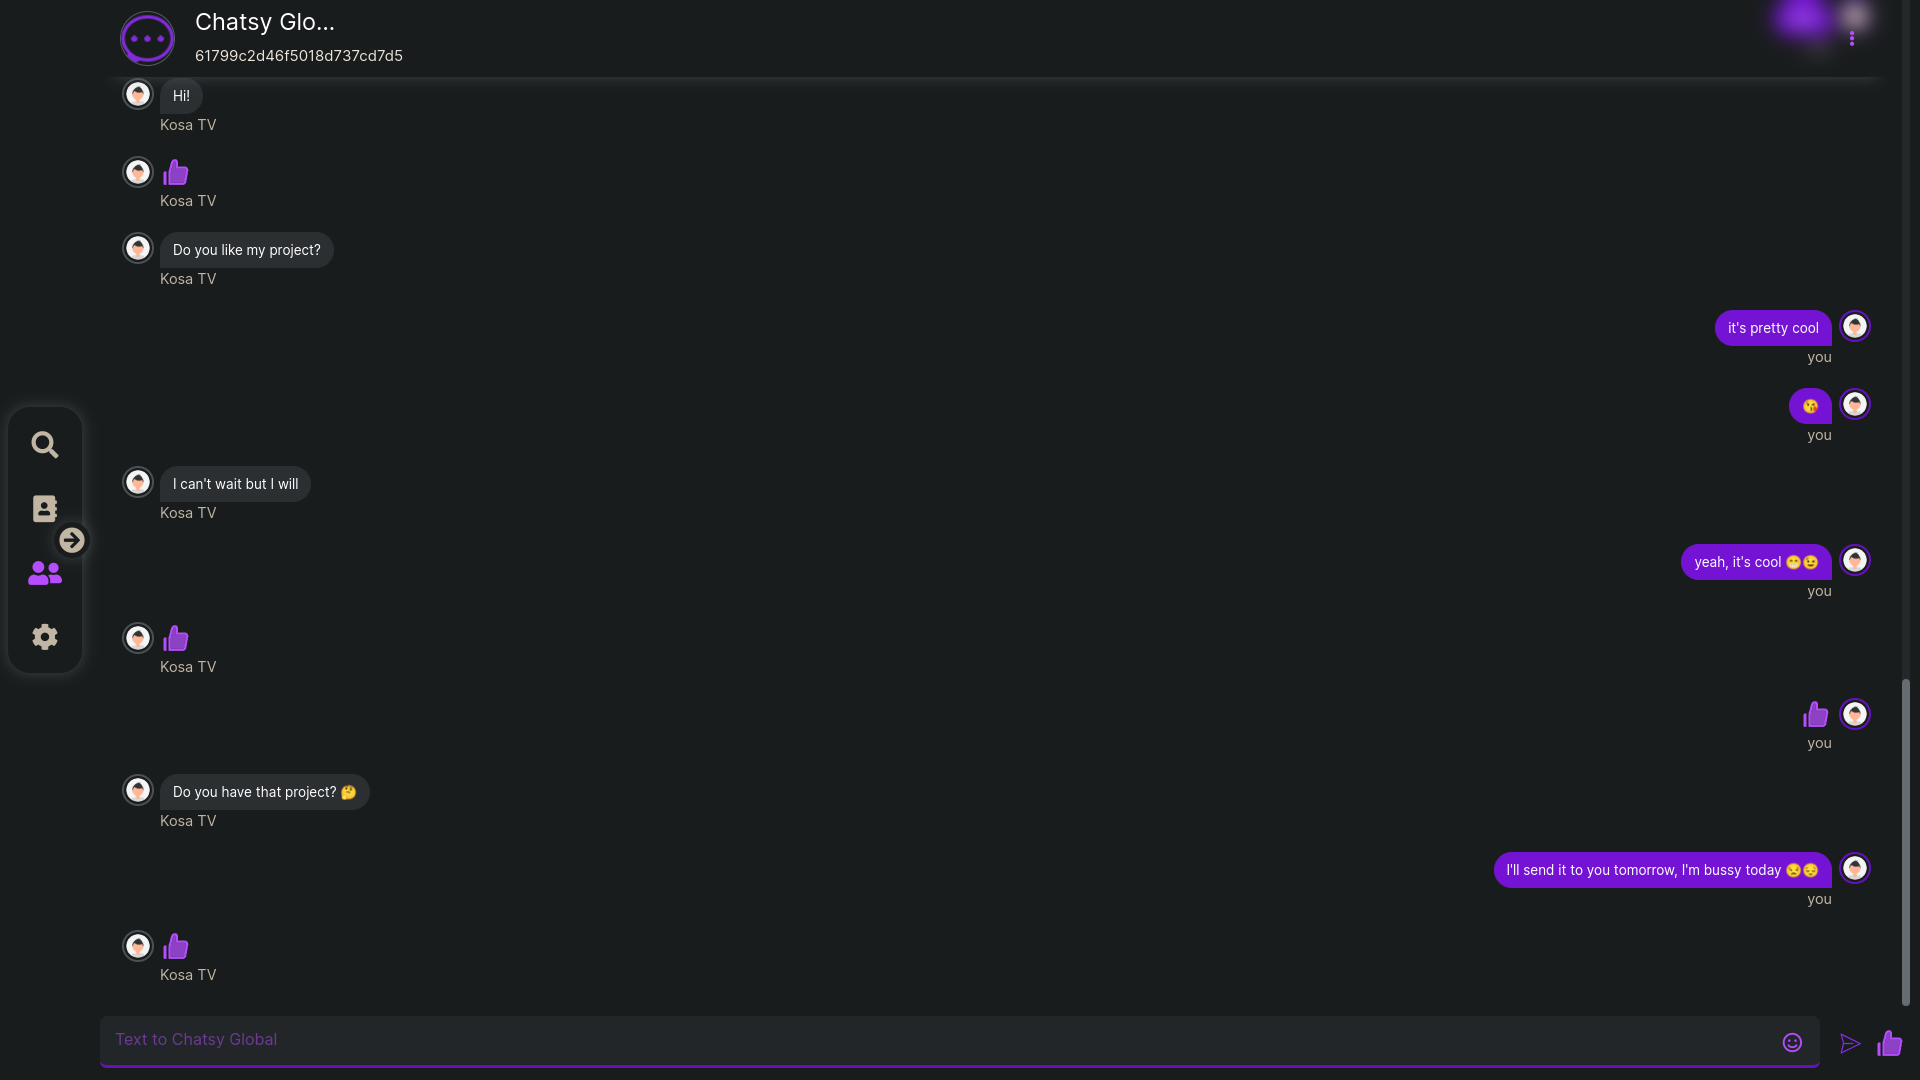 Chatsy Glo...
61799c2d46f5018d737cd7d5
Hi!
Kosa TV
Kosa TV
Do you like my project?
Kosa TV
it's pretty cool
you
😘
you
I can't wait but I will
Kosa TV
yeah, it's cool 😁😉
you
Kosa TV
you
Do you have that project? 🤔
Kosa TV
I'll send it to you tomorrow, I'm bussy today 😒😔
you
Kosa TV
Text to Chatsy Global